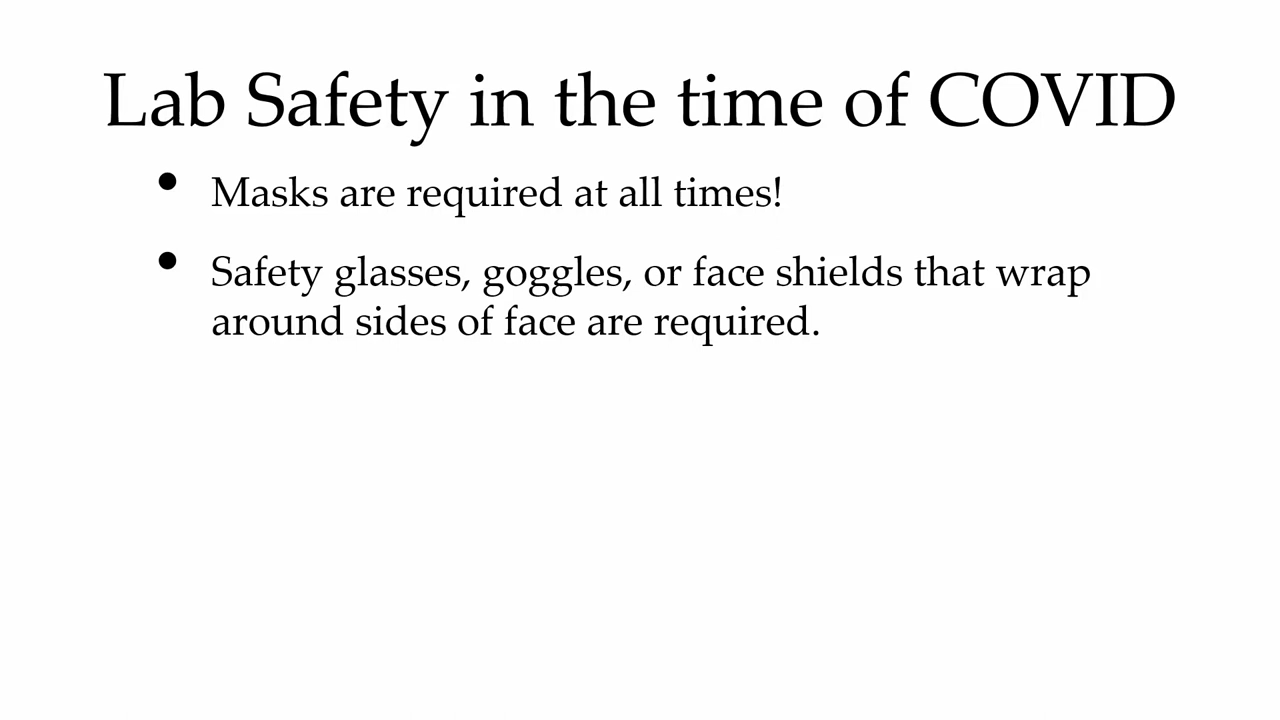 Lab Safety in the time of COVID
• Masks are required at all times!
• Safety glasses, goggles, or face shields that wrap
around sides of face are required.